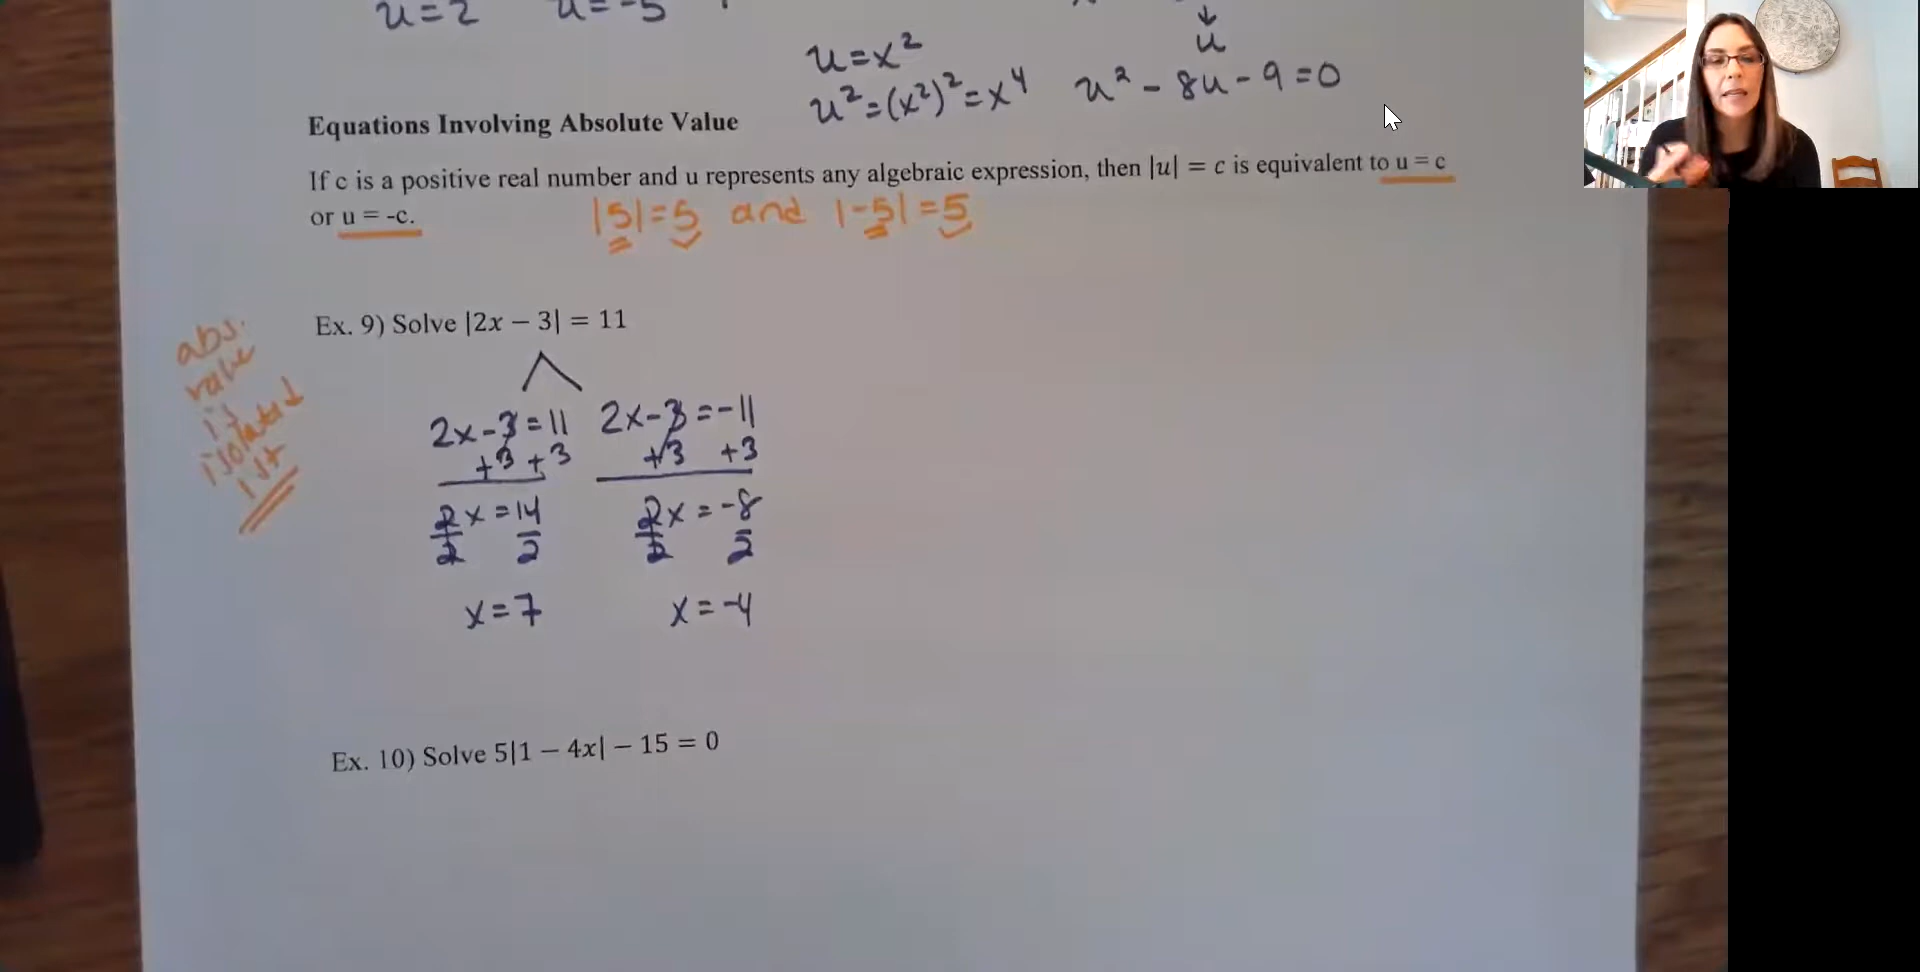 u=2 u=-5
u
u=x²
u²=(x²)²=x⁴ u²-8u-9=0
Equations Involving Absolute Value
If c is a positive real number and u represents any algebraic expression, then |u| = c is equivalent to u = c
or u = -c. |5|=5 and |-5|=5
abs.
value
is
isolated
1st
Ex. 9) Solve |2x − 3| = 11
2x-3=11 2x-3=-11
+3 +3 +3 +3
2x=14 2x=-8
2 2 2 2
x=7 x=-4
Ex. 10) Solve 5|1 − 4x| − 15 = 0